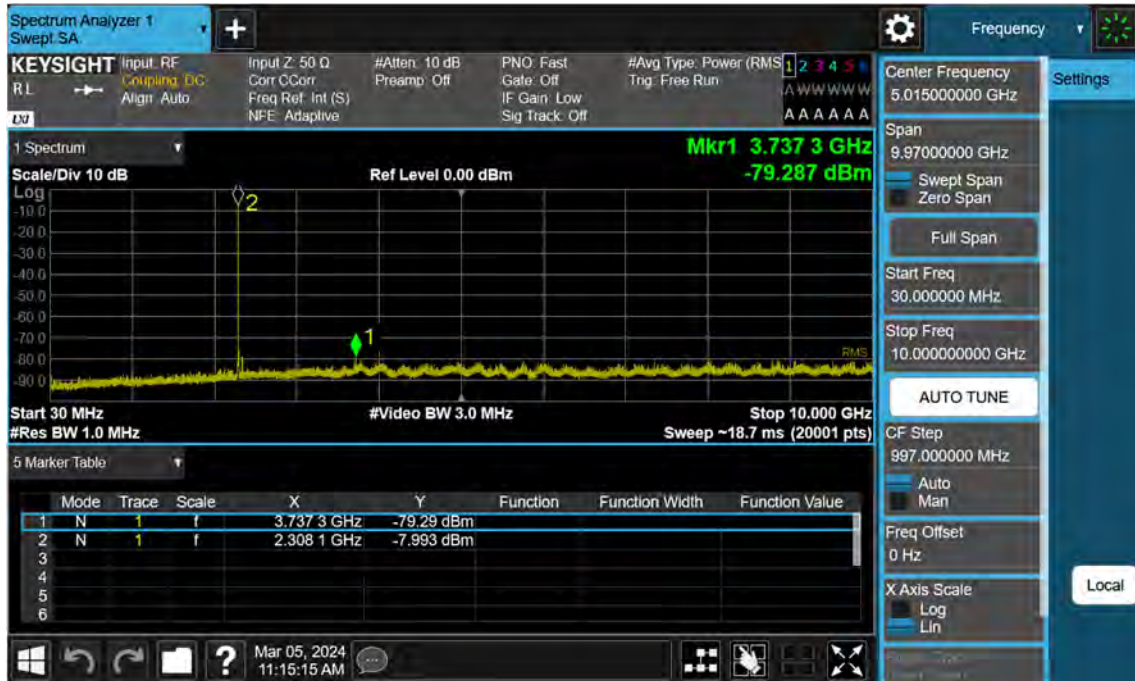 Spectrum Analyzer 1
Swept SA
+
Frequency
KEYSIGHT
RL
LXI
Input: RF
Coupling: DC
Align: Auto
Input Z: 50 Ω
Corr CCorr
Freq Ref: Int (S)
NFE: Adaptive
#Atten: 10 dB
Preamp: Off
PNO: Fast
Gate: Off
IF Gain: Low
Sig Track: Off
#Avg Type: Power (RMS
Trig: Free Run
1 2 3 4 5 6
A W W W W W
A A A A A A
1 Spectrum
Scale/Div 10 dB
Ref Level 0.00 dBm
Mkr1 3.737 3 GHz
-79.287 dBm
Log
-10.0
-20.0
-30.0
-40.0
-50.0
-60.0
-70.0
-80.0
-90.0
2
1
RMS
Start 30 MHz
#Video BW 3.0 MHz
Stop 10.000 GHz
#Res BW 1.0 MHz
Sweep ~18.7 ms (20001 pts)
5 Marker Table
Mode Trace Scale X Y Function Function Width Function Value
1 N 1 f 3.737 3 GHz -79.29 dBm
2 N 1 f 2.308 1 GHz -7.993 dBm
3
4
5
6
Mar 05, 2024
11:15:15 AM
?
Center Frequency
5.015000000 GHz
Span
9.97000000 GHz
Swept Span
Zero Span
Full Span
Start Freq
30.000000 MHz
Stop Freq
10.000000000 GHz
AUTO TUNE
CF Step
997.000000 MHz
Auto
Man
Freq Offset
0 Hz
X Axis Scale
Log
Lin
Settings
Local